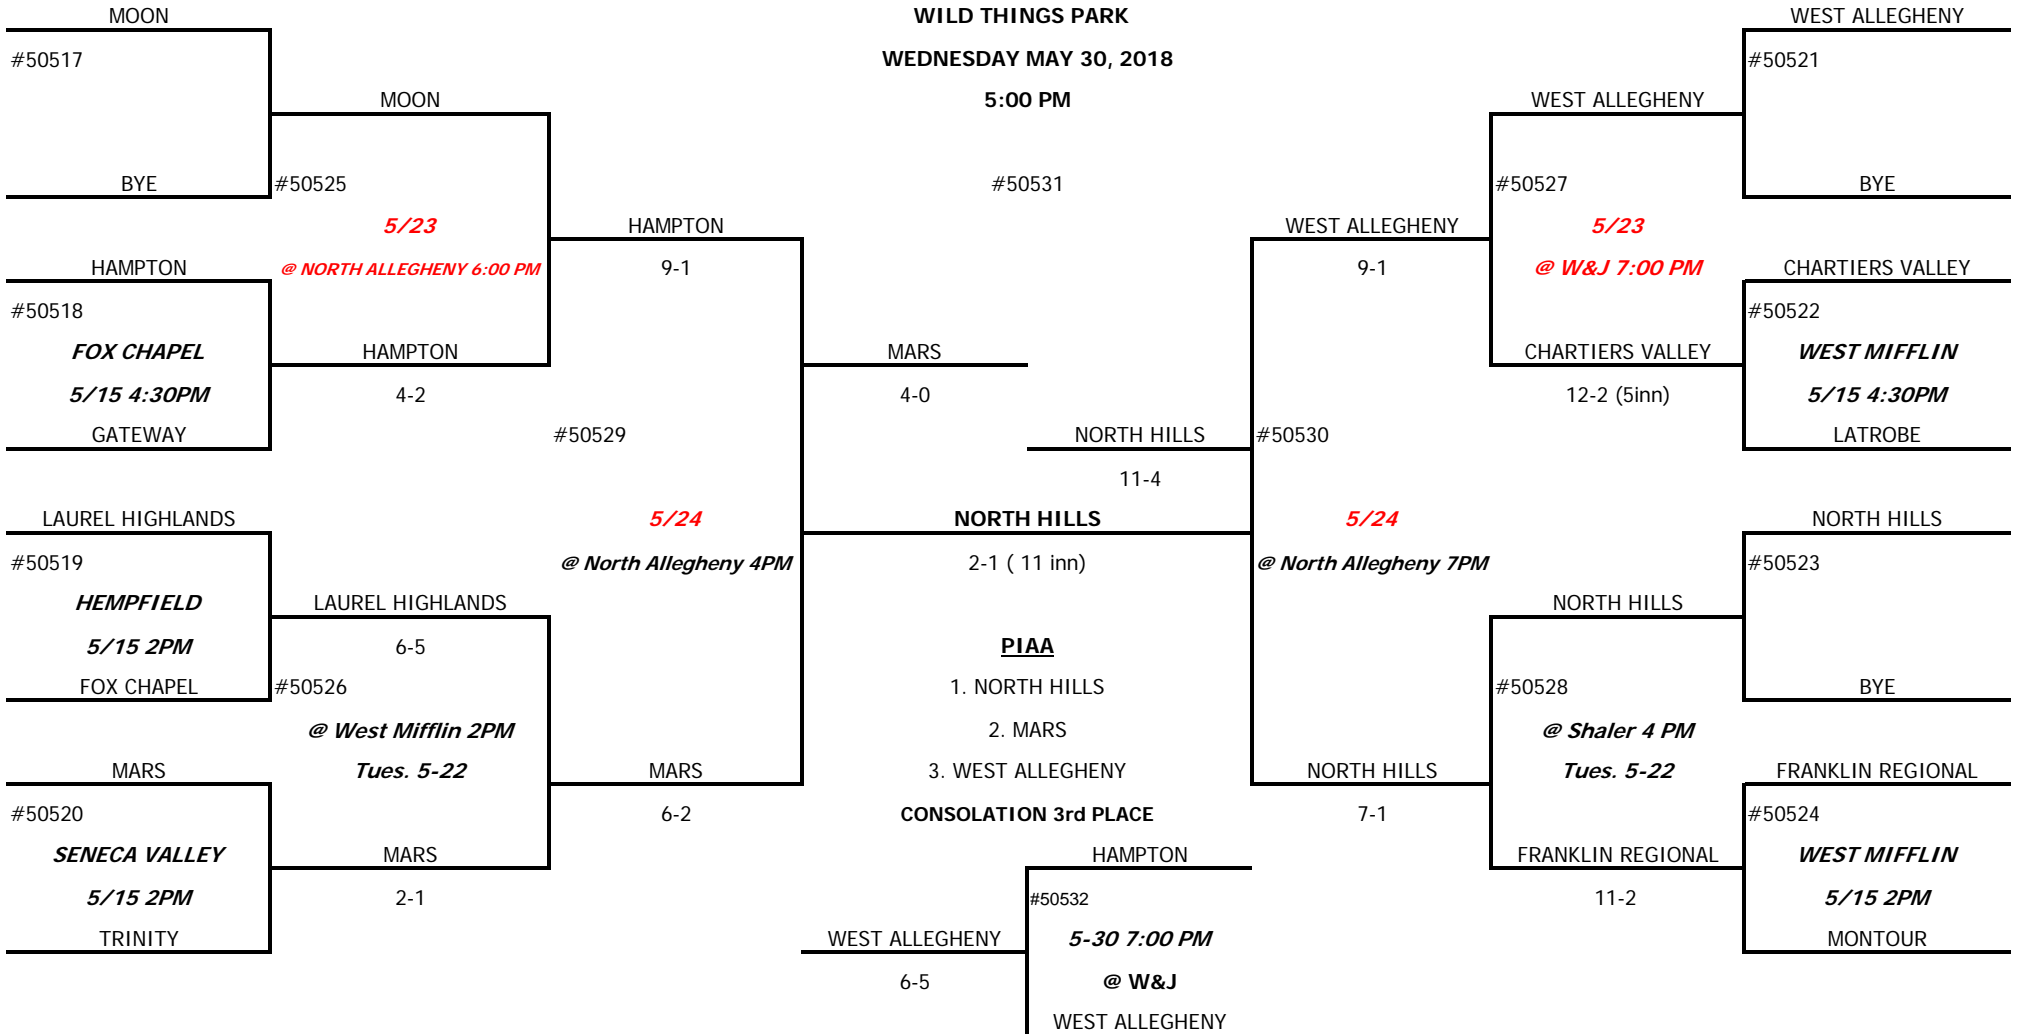 MOON
#50517
BYE
HAMPTON
#50518
FOX CHAPEL
5/15 4:30PM
GATEWAY
LAUREL HIGHLANDS
#50519
HEMPFIELD
5/15 2PM
FOX CHAPEL
MARS
#50520
SENECA VALLEY
5/15 2PM
TRINITY
MOON
#50525
5/23
@ NORTH ALLEGHENY 6:00 PM
HAMPTON
4-2
LAUREL HIGHLANDS
6-5
#50526
@ West Mifflin 2PM
Tues. 5-22
MARS
2-1
HAMPTON
9-1
#50529
5/24
@ North Allegheny 4PM
MARS
6-2
WILD THINGS PARK
WEDNESDAY MAY 30, 2018
5:00 PM
#50531
MARS
4-0
NORTH HILLS
11-4
NORTH HILLS
2-1 ( 11 inn)
PIAA
1. NORTH HILLS
2. MARS
3. WEST ALLEGHENY
CONSOLATION 3rd PLACE
HAMPTON
#50532
5-30 7:00 PM
@ W&J
WEST ALLEGHENY
WEST ALLEGHENY
6-5
WEST ALLEGHENY
9-1
#50530
5/24
@ North Allegheny 7PM
NORTH HILLS
7-1
WEST ALLEGHENY
#50527
5/23
@ W&J 7:00 PM
CHARTIERS VALLEY
12-2 (5inn)
NORTH HILLS
#50528
@ Shaler 4 PM
Tues. 5-22
FRANKLIN REGIONAL
11-2
WEST ALLEGHENY
#50521
BYE
CHARTIERS VALLEY
#50522
WEST MIFFLIN
5/15 4:30PM
LATROBE
NORTH HILLS
#50523
BYE
FRANKLIN REGIONAL
#50524
WEST MIFFLIN
5/15 2PM
MONTOUR